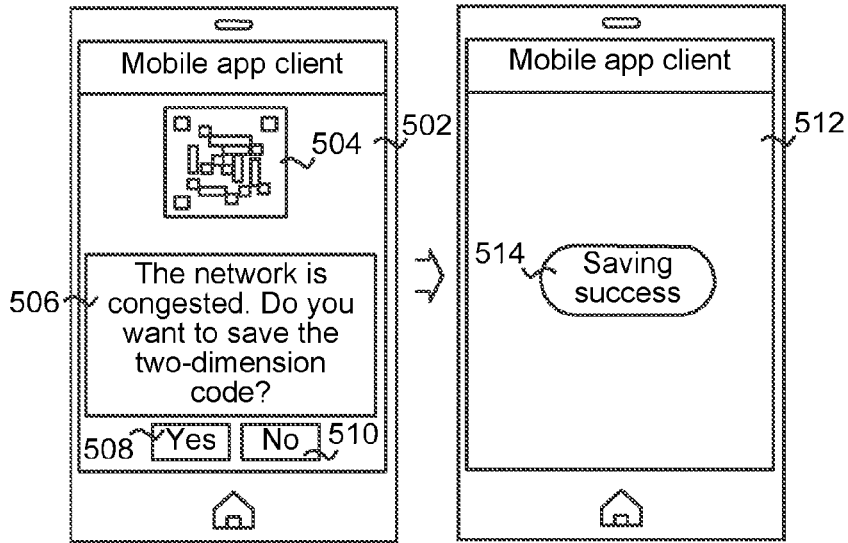 Mobile app client
502
504
506
The network is
congested. Do you
want to save the
two-dimension
code?
508
Yes
No
510
Mobile app client
512
514
Saving
success